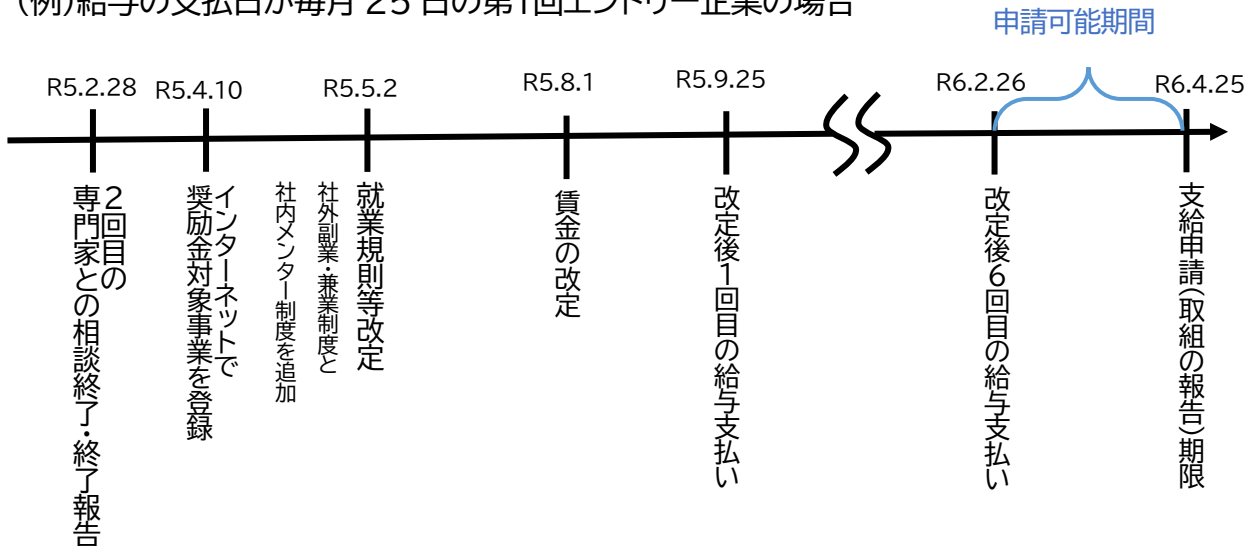 (例)給与の支払日が毎月25日の第1回エントリー企業の場合
申請可能期間
R5.2.28
R5.4.10
R5.5.2
R5.8.1
R5.9.25
R6.2.26
R6.4.25
2回目の
専門家との相談終了・終了報告
インターネットで
奨励金対象事業を登録
就業規則等改定
社外副業・兼業制度と
社内メンター制度を追加
賃金の改定
改定後1回目の給与支払い
改定後6回目の給与支払い
支給申請(取組の報告)期限